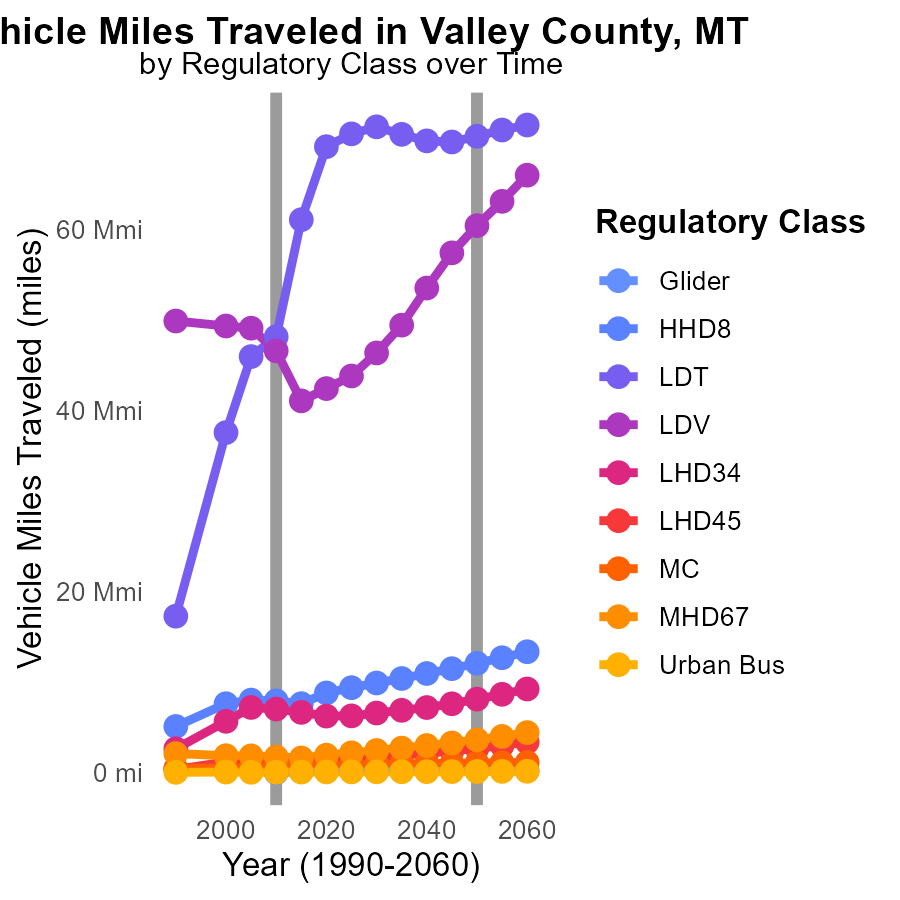 hicle Miles Traveled in Valley County, MT
by Regulatory Class over Time
Vehicle Miles Traveled (miles)
60 Mmi
40 Mmi
20 Mmi
0 mi
2000 2020 2040 2060
Year (1990-2060)
Regulatory Class
Glider
HHD8
LDT
LDV
LHD34
LHD45
MC
MHD67
Urban Bus